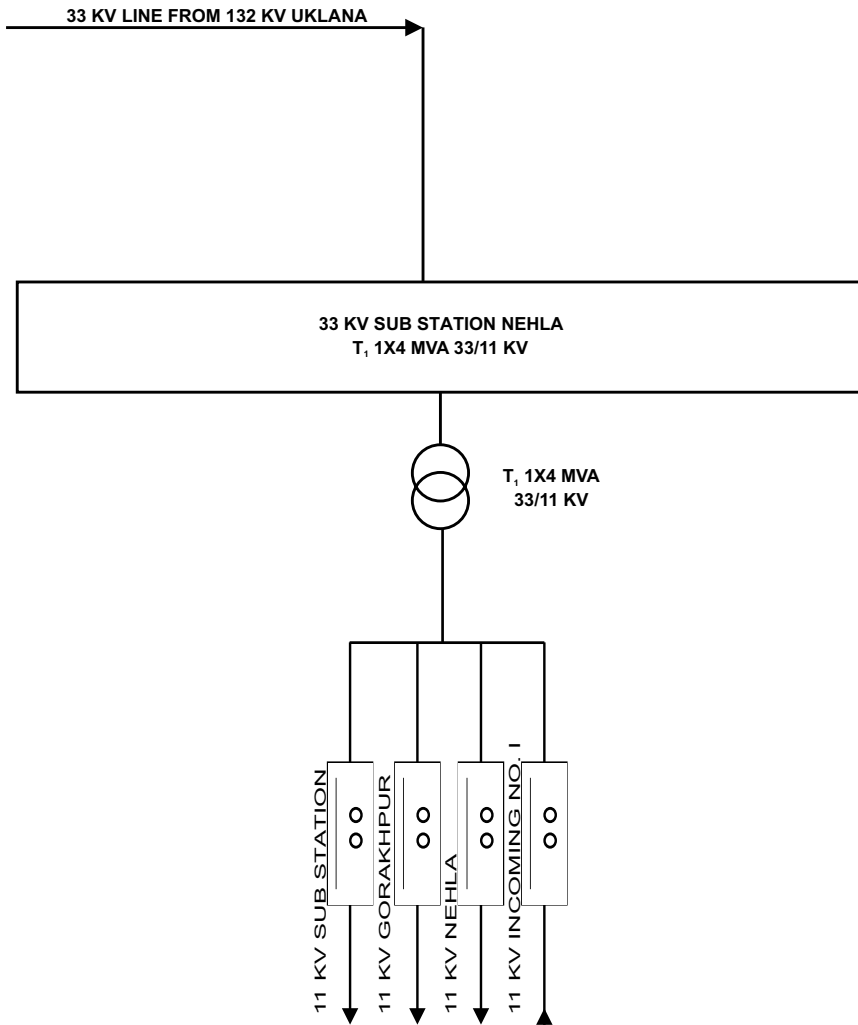 33 KV LINE FROM 132 KV UKLANA
33 KV SUB STATION NEHLA
T₁ 1X4 MVA 33/11 KV
T₁ 1X4 MVA
33/11 KV
11 KV SUB STATION
11 KV GORAKHPUR
11 KV NEHLA
11 KV INCOMING NO. I